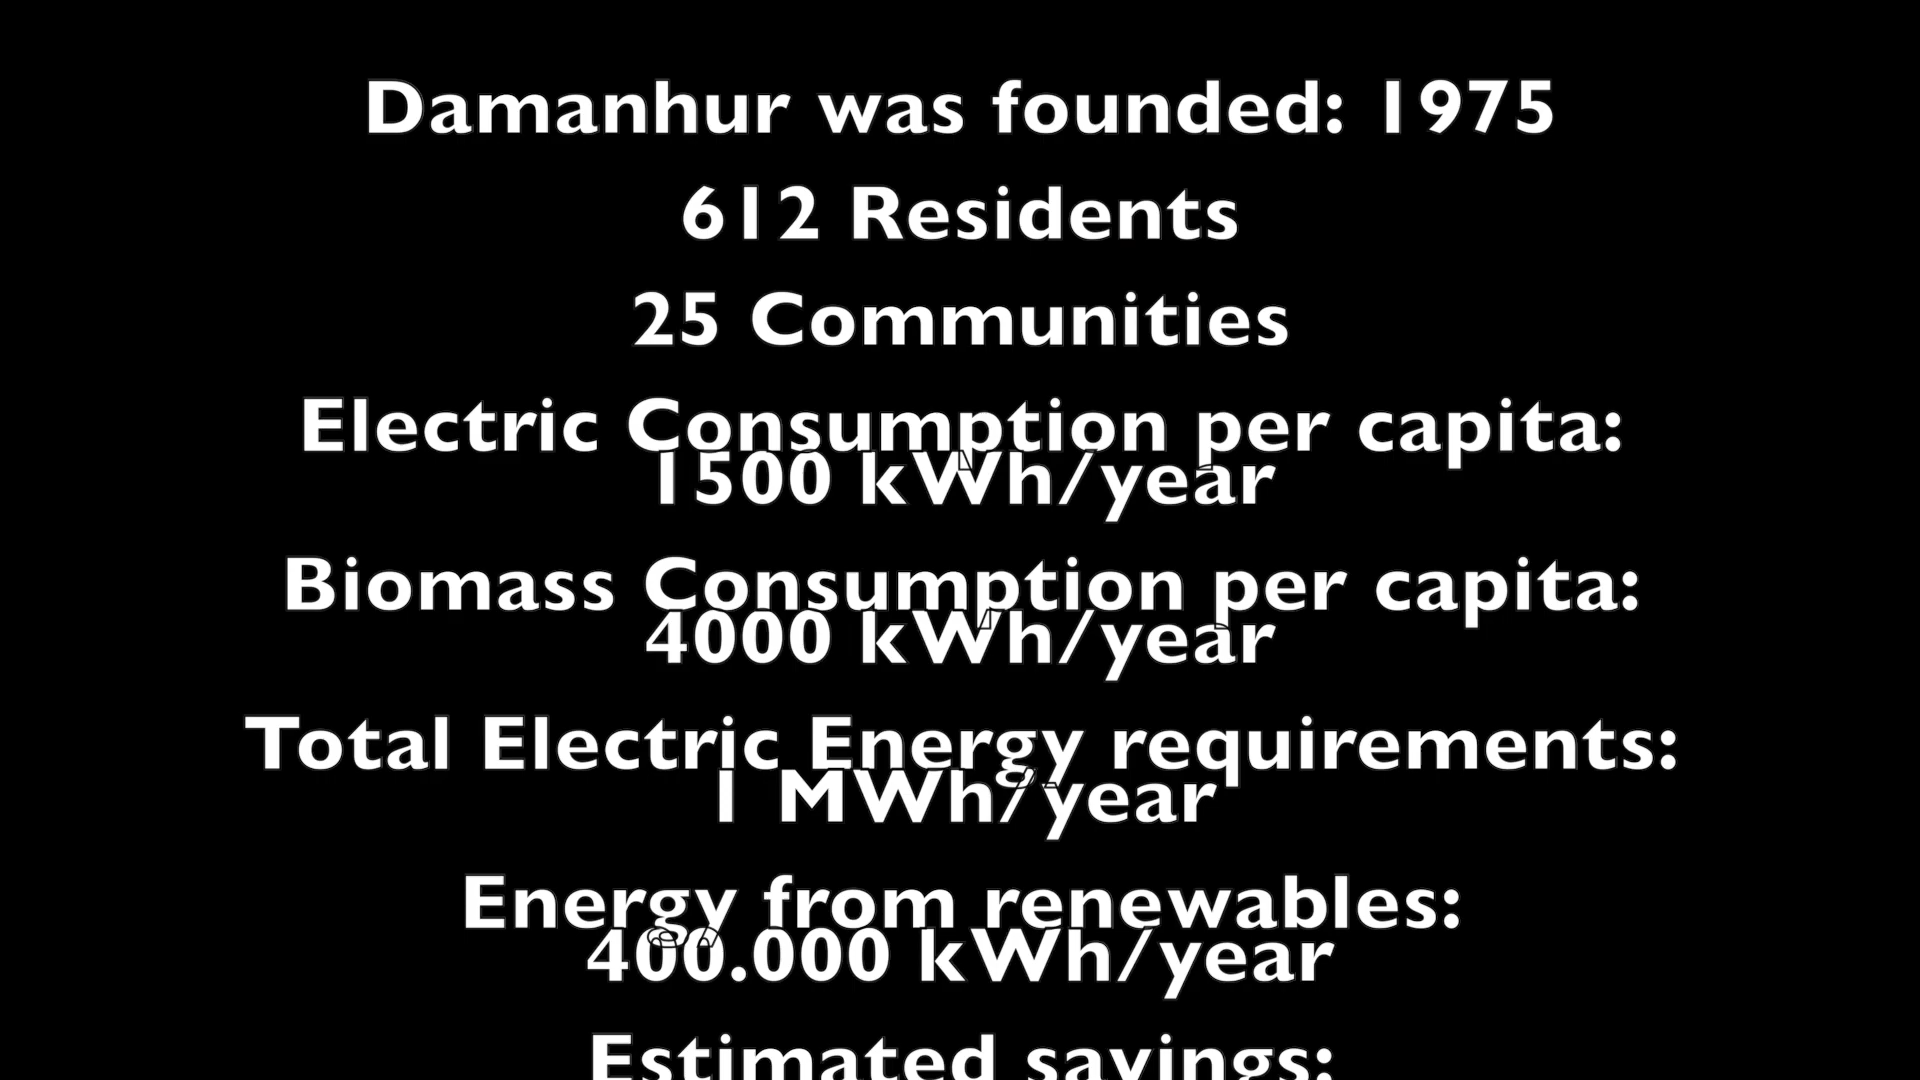 Damanhur was founded: 1975
612 Residents
25 Communities
Electric Consumption per capita:
1500 kWh/year
Biomass Consumption per capita:
4000 kWh/year
Total Electric Energy requirements:
1 MWh/year
Energy from renewables:
400.000 kWh/year
Estimated savings: